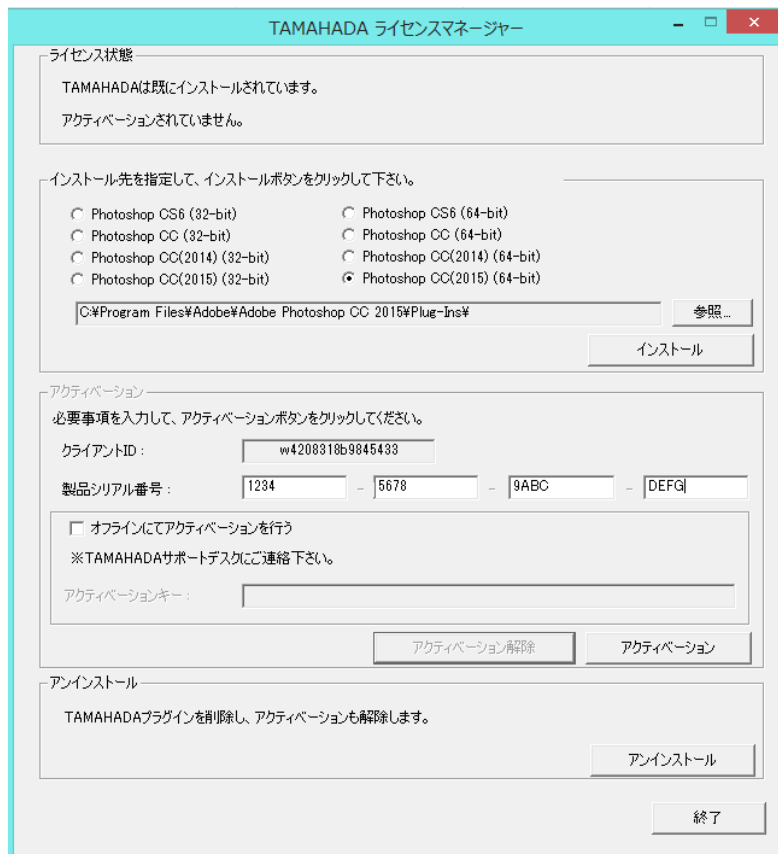 TAMAHADA ライセンスマネージャー
ライセンス状態
TAMAHADAは既にインストールされています。
アクティベーションされていません。
インストール先を指定して、インストールボタンをクリックして下さい。
Photoshop CS6 (32-bit) Photoshop CS6 (64-bit)
Photoshop CC (32-bit) Photoshop CC (64-bit)
Photoshop CC(2014) (32-bit) Photoshop CC(2014) (64-bit)
Photoshop CC(2015) (32-bit) Photoshop CC(2015) (64-bit)
C:¥Program Files¥Adobe¥Adobe Photoshop CC 2015¥Plug-Ins¥ 参照...
インストール
アクティベーション
必要事項を入力して、アクティベーションボタンをクリックしてください。
クライアントID : w4208318b9845433
製品シリアル番号 : 1234 - 5678 - 9ABC - DEFG
オフラインにてアクティベーションを行う
※TAMAHADAサポートデスクにご連絡下さい。
アクティベーションキー :
アクティベーション解除 アクティベーション
アンインストール
TAMAHADAプラグインを削除し、アクティベーションも解除します。
アンインストール
終了